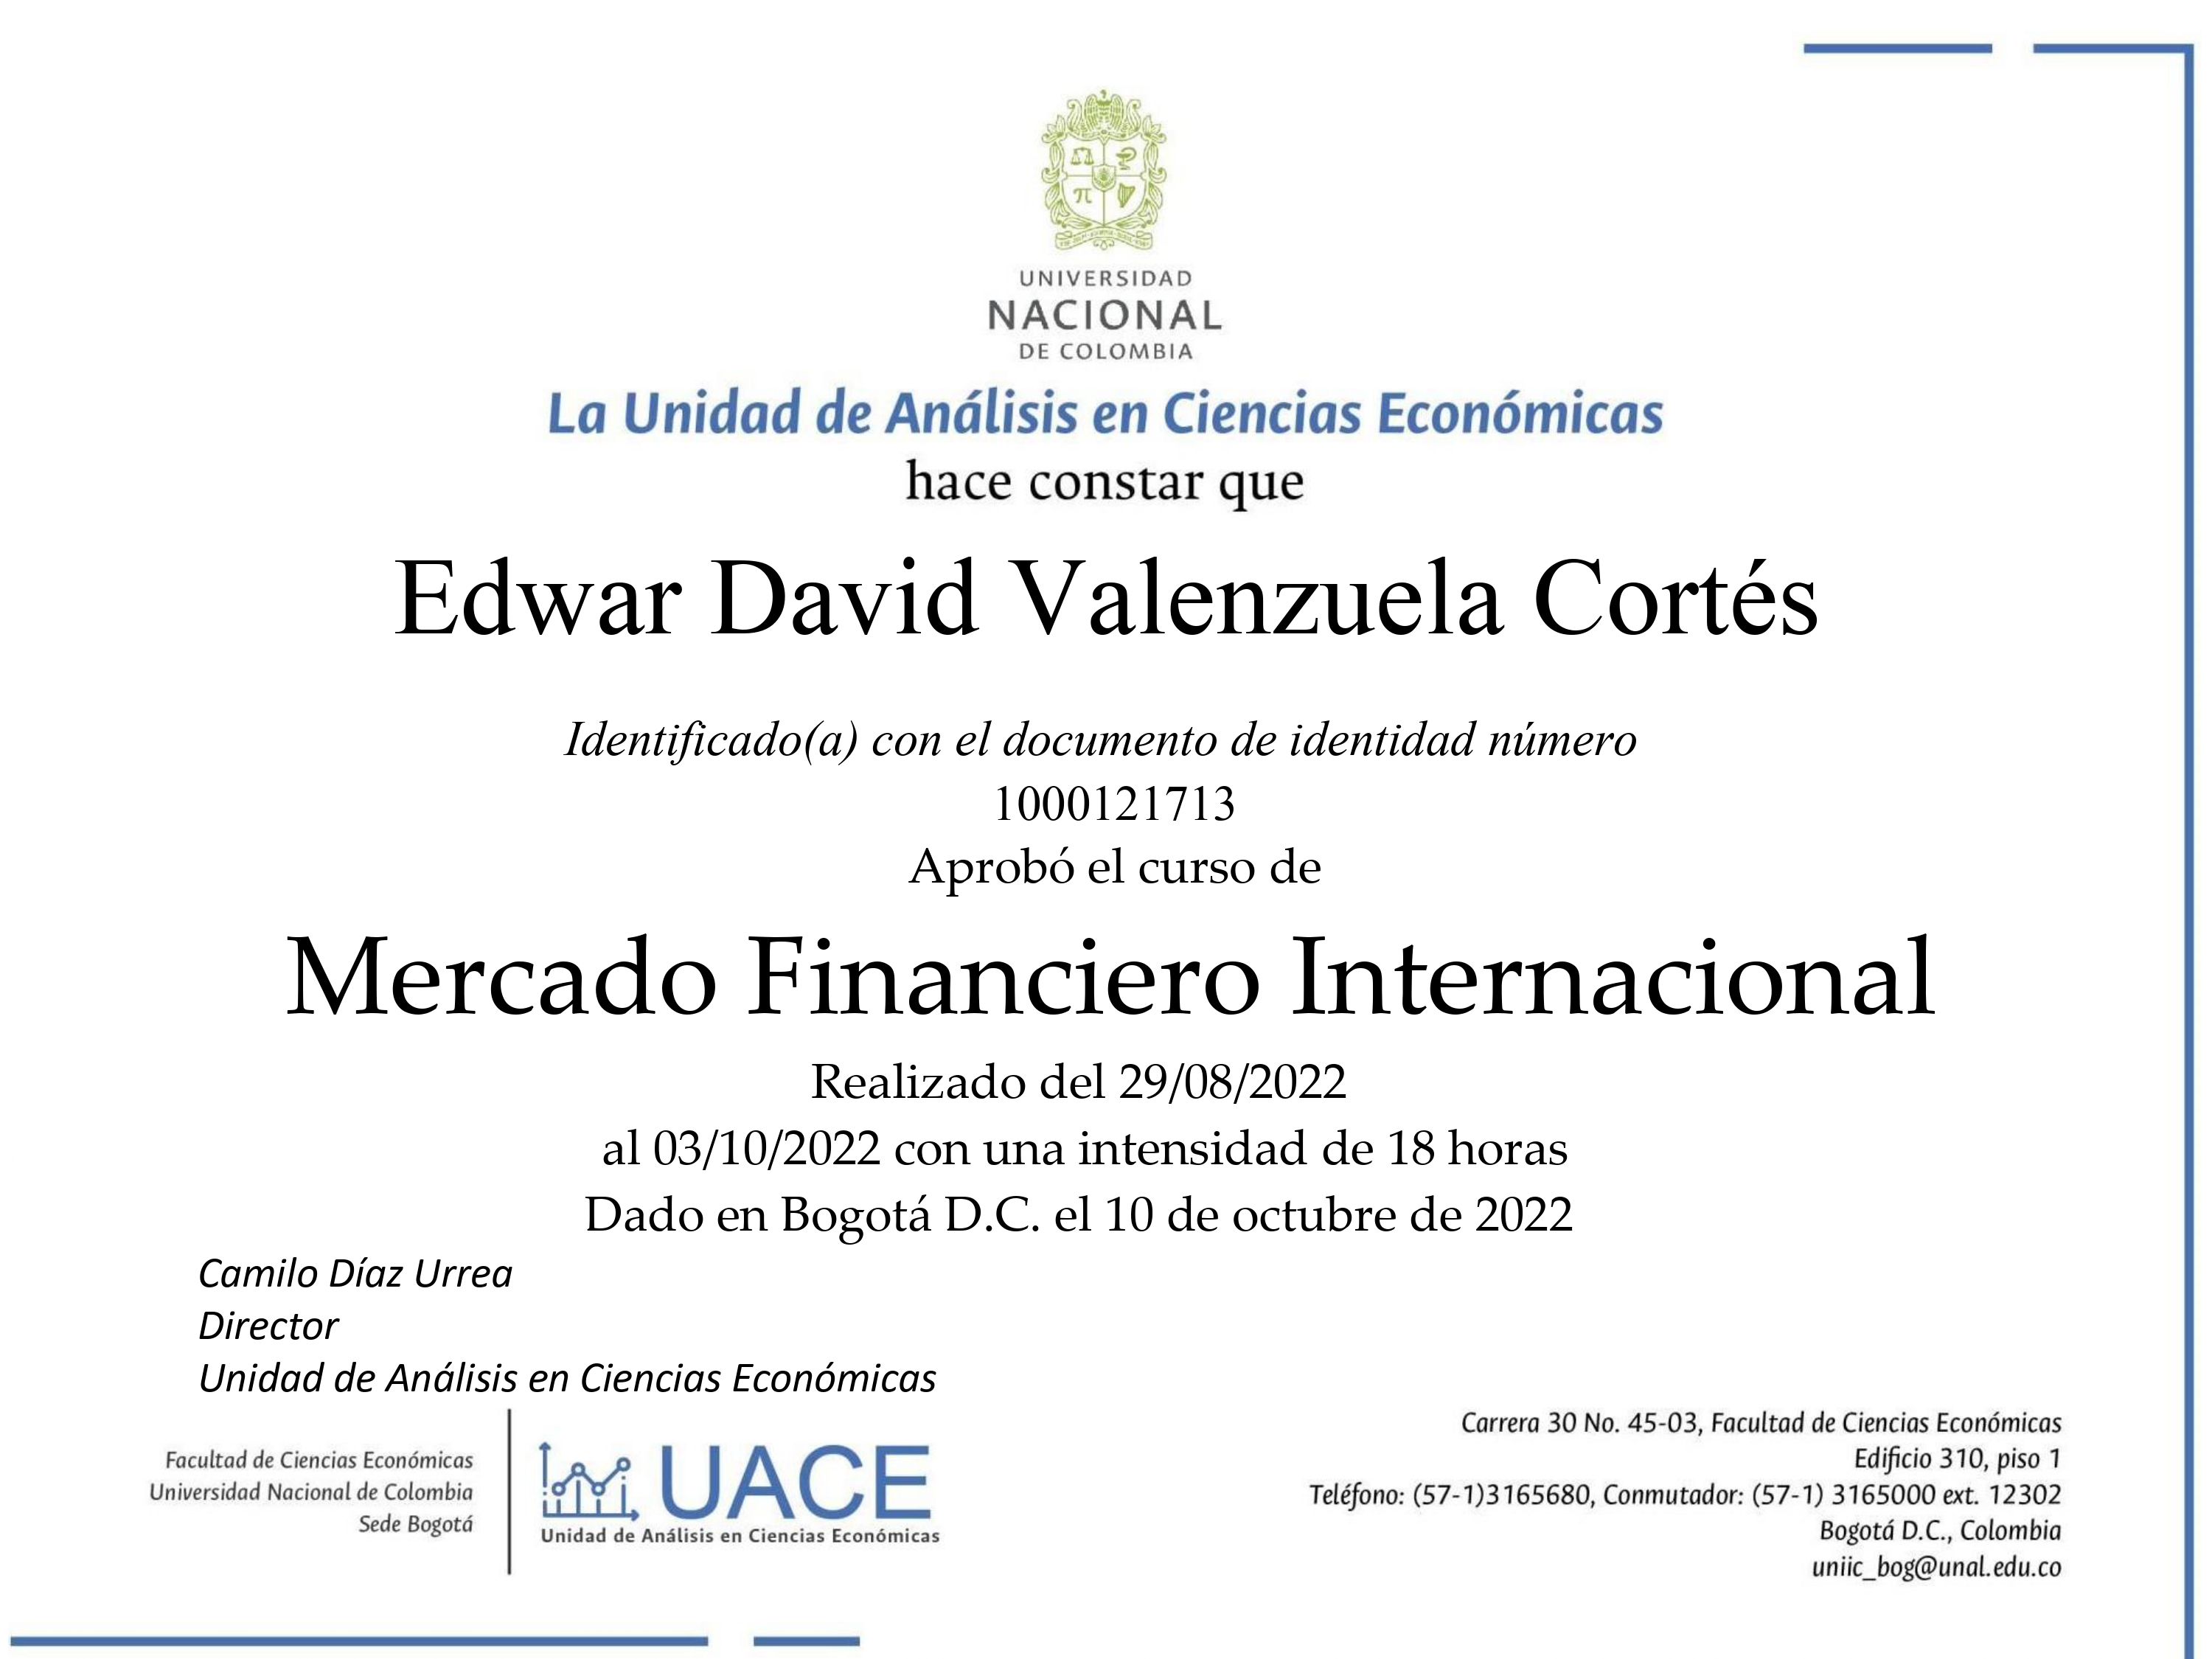 UNIVERSIDAD
NACIONAL
DE COLOMBIA
La Unidad de Análisis en Ciencias Económicas
hace constar que
Edwar David Valenzuela Cortés
Identificado(a) con el documento de identidad número
1000121713
Aprobó el curso de
Mercado Financiero Internacional
Realizado del 29/08/2022
al 03/10/2022 con una intensidad de 18 horas
Dado en Bogotá D.C. el 10 de octubre de 2022
Camilo Díaz Urrea
Director
Unidad de Análisis en Ciencias Económicas
Facultad de Ciencias Económicas
Universidad Nacional de Colombia
Sede Bogotá
UACE
Unidad de Análisis en Ciencias Económicas
Carrera 30 No. 45-03, Facultad de Ciencias Económicas
Edificio 310, piso 1
Teléfono: (57-1)3165680, Conmutador: (57-1) 3165000 ext. 12302
Bogotá D.C., Colombia
uniic_bog@unal.edu.co